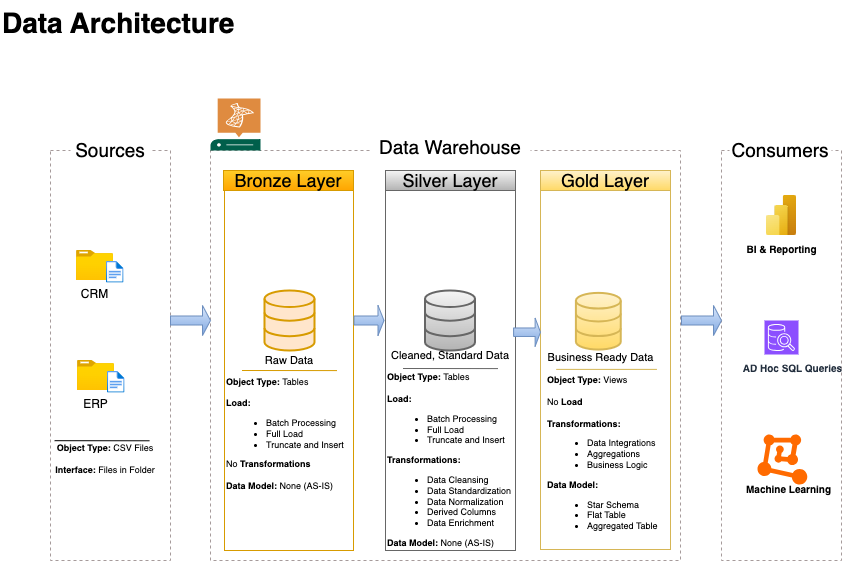 Data Architecture
Sources
CRM
ERP
Object Type: CSV Files
Interface: Files in Folder
Data Warehouse
Bronze Layer
Raw Data
Object Type: Tables
Load:
• Batch Processing
• Full Load
• Truncate and Insert
No Transformations
Data Model: None (AS-IS)
Silver Layer
Cleaned, Standard Data
Object Type: Tables
Load:
• Batch Processing
• Full Load
• Truncate and Insert
Transformations:
• Data Cleansing
• Data Standardization
• Data Normalization
• Derived Columns
• Data Enrichment
Data Model: None (AS-IS)
Gold Layer
Business Ready Data
Object Type: Views
No Load
Transformations:
• Data Integrations
• Aggregations
• Business Logic
Data Model:
• Star Schema
• Flat Table
• Aggregated Table
Consumers
BI & Reporting
AD Hoc SQL Queries
Machine Learning